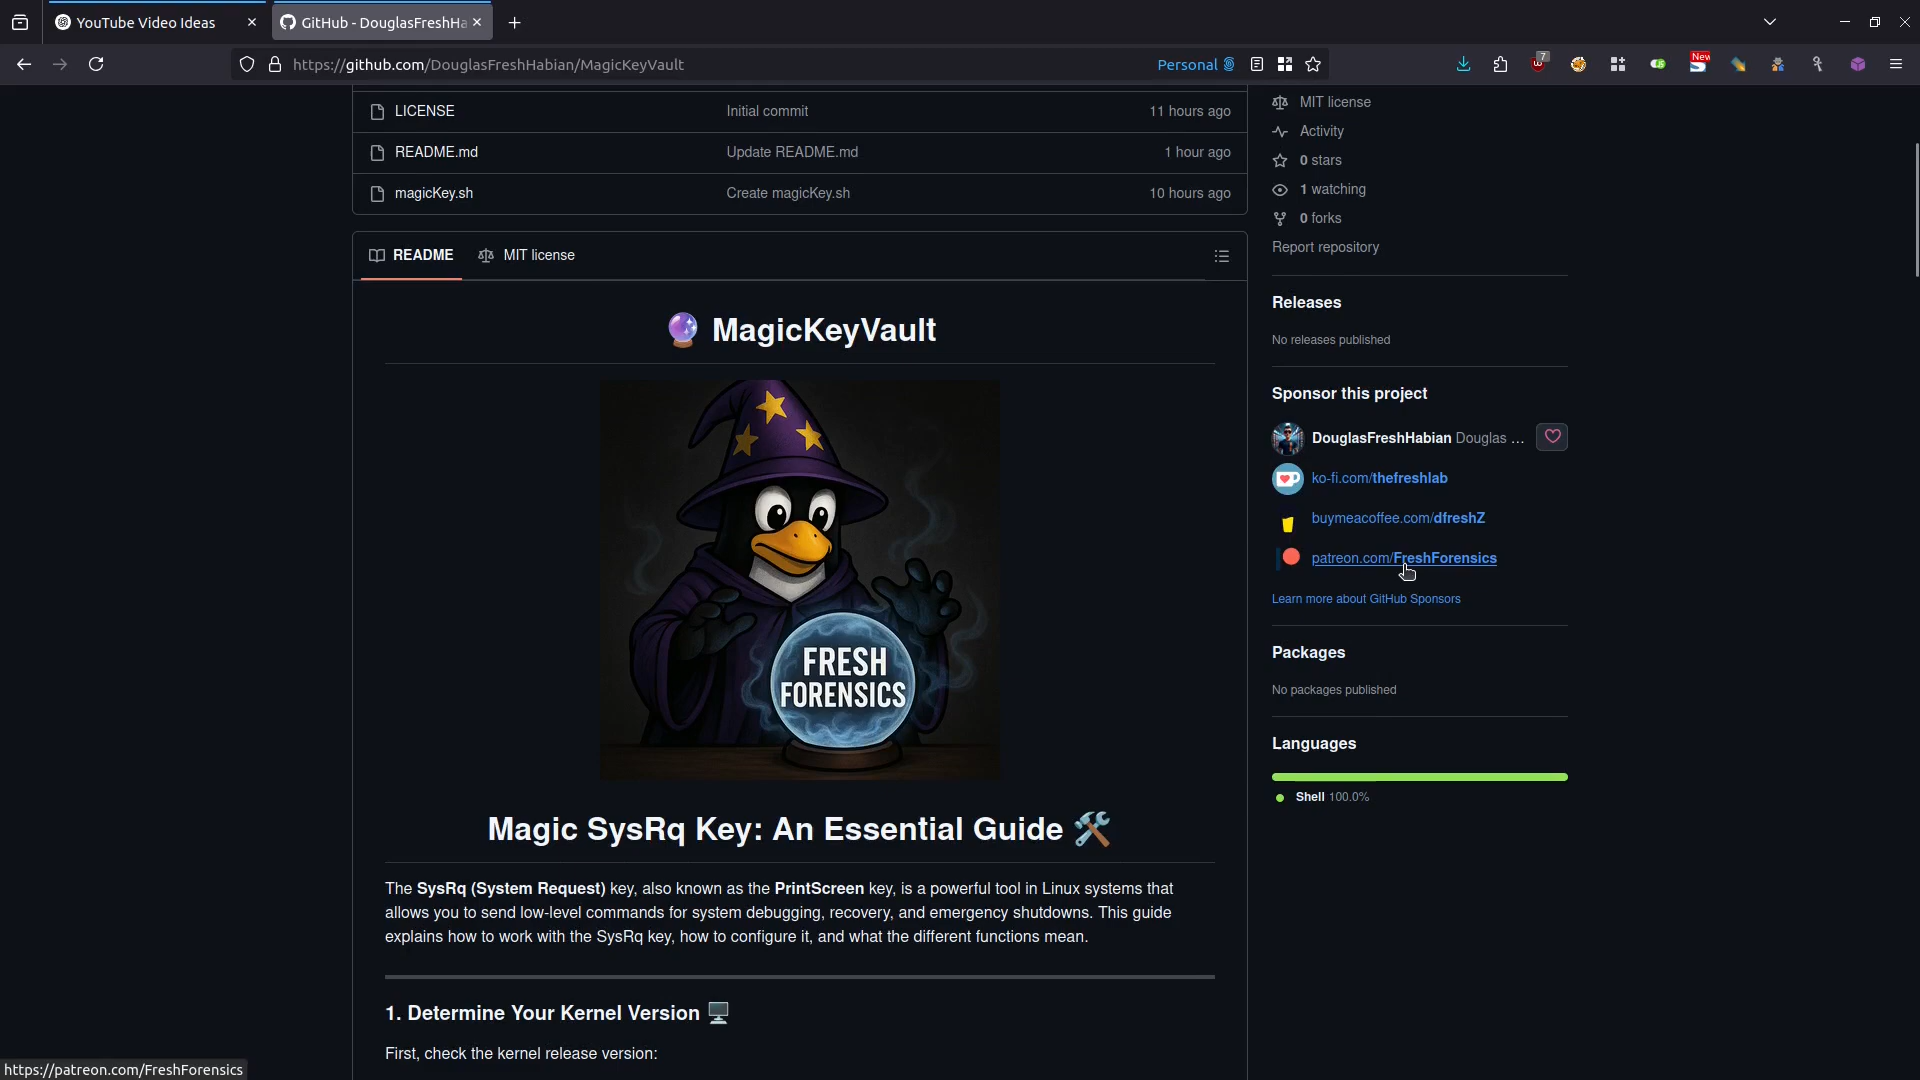 YouTube Video Ideas
GitHub - DouglasFreshHa
https://github.com/DouglasFreshHabian/MagicKeyVault
Personal
7
New
LICENSE Initial commit 11 hours ago
README.md Update README.md 1 hour ago
magicKey.sh Create magicKey.sh 10 hours ago
README MIT license
MagicKeyVault
FRESH
FORENSICS
Magic SysRq Key: An Essential Guide
The SysRq (System Request) key, also known as the PrintScreen key, is a powerful tool in Linux systems that
allows you to send low-level commands for system debugging, recovery, and emergency shutdowns. This guide
explains how to work with the SysRq key, how to configure it, and what the different functions mean.
1. Determine Your Kernel Version
First, check the kernel release version:
MIT license
Activity
0 stars
1 watching
0 forks
Report repository
Releases
No releases published
Sponsor this project
DouglasFreshHabian Douglas ...
ko-fi.com/thefreshlab
buymeacoffee.com/dfreshZ
patreon.com/FreshForensics
Learn more about GitHub Sponsors
Packages
No packages published
Languages
Shell 100.0%
https://patreon.com/FreshForensics